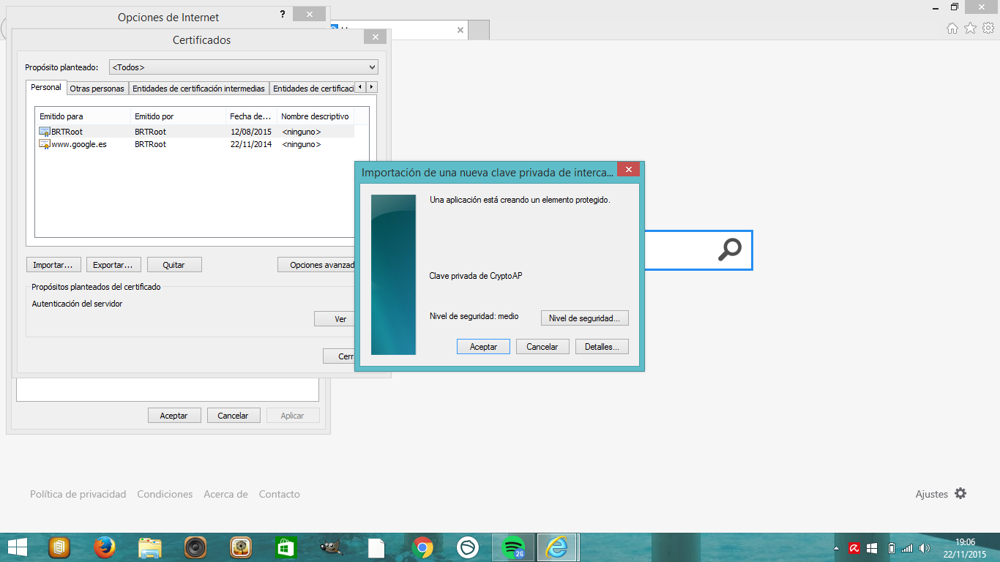 Opciones de Internet
?
Certificados
Propósito planteado:
<Todos>
Personal
Otras personas
Entidades de certificación intermedias
Entidades de certificaci
Emitido para
Emitido por
Fecha de...
Nombre descriptivo
BRTRoot
BRTRoot
12/08/2015
<ninguno>
www.google.es
BRTRoot
22/11/2014
<ninguno>
Importar...
Exportar...
Quitar
Opciones avanzad
Propósitos planteados del certificado
Autenticación del servidor
Ver
Cerr
Aceptar
Cancelar
Aplicar
Importación de una nueva clave privada de interca...
Una aplicación está creando un elemento protegido.
Clave privada de CryptoAP
Nivel de seguridad: medio
Nivel de seguridad...
Aceptar
Cancelar
Detalles...
Política de privacidad
Condiciones
Acerca de
Contacto
Ajustes
26
19:06
22/11/2015